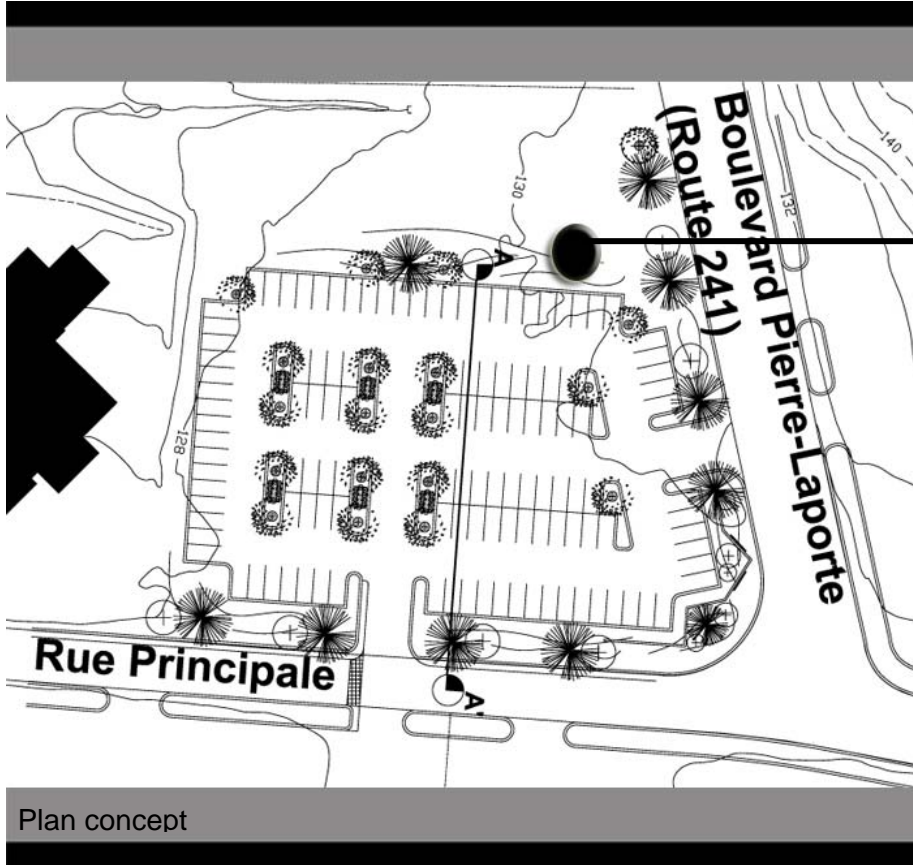 Boulevard Pierre-Laporte
(Route 241)
140
132
130
A
128
Rue Principale
A'
Plan concept